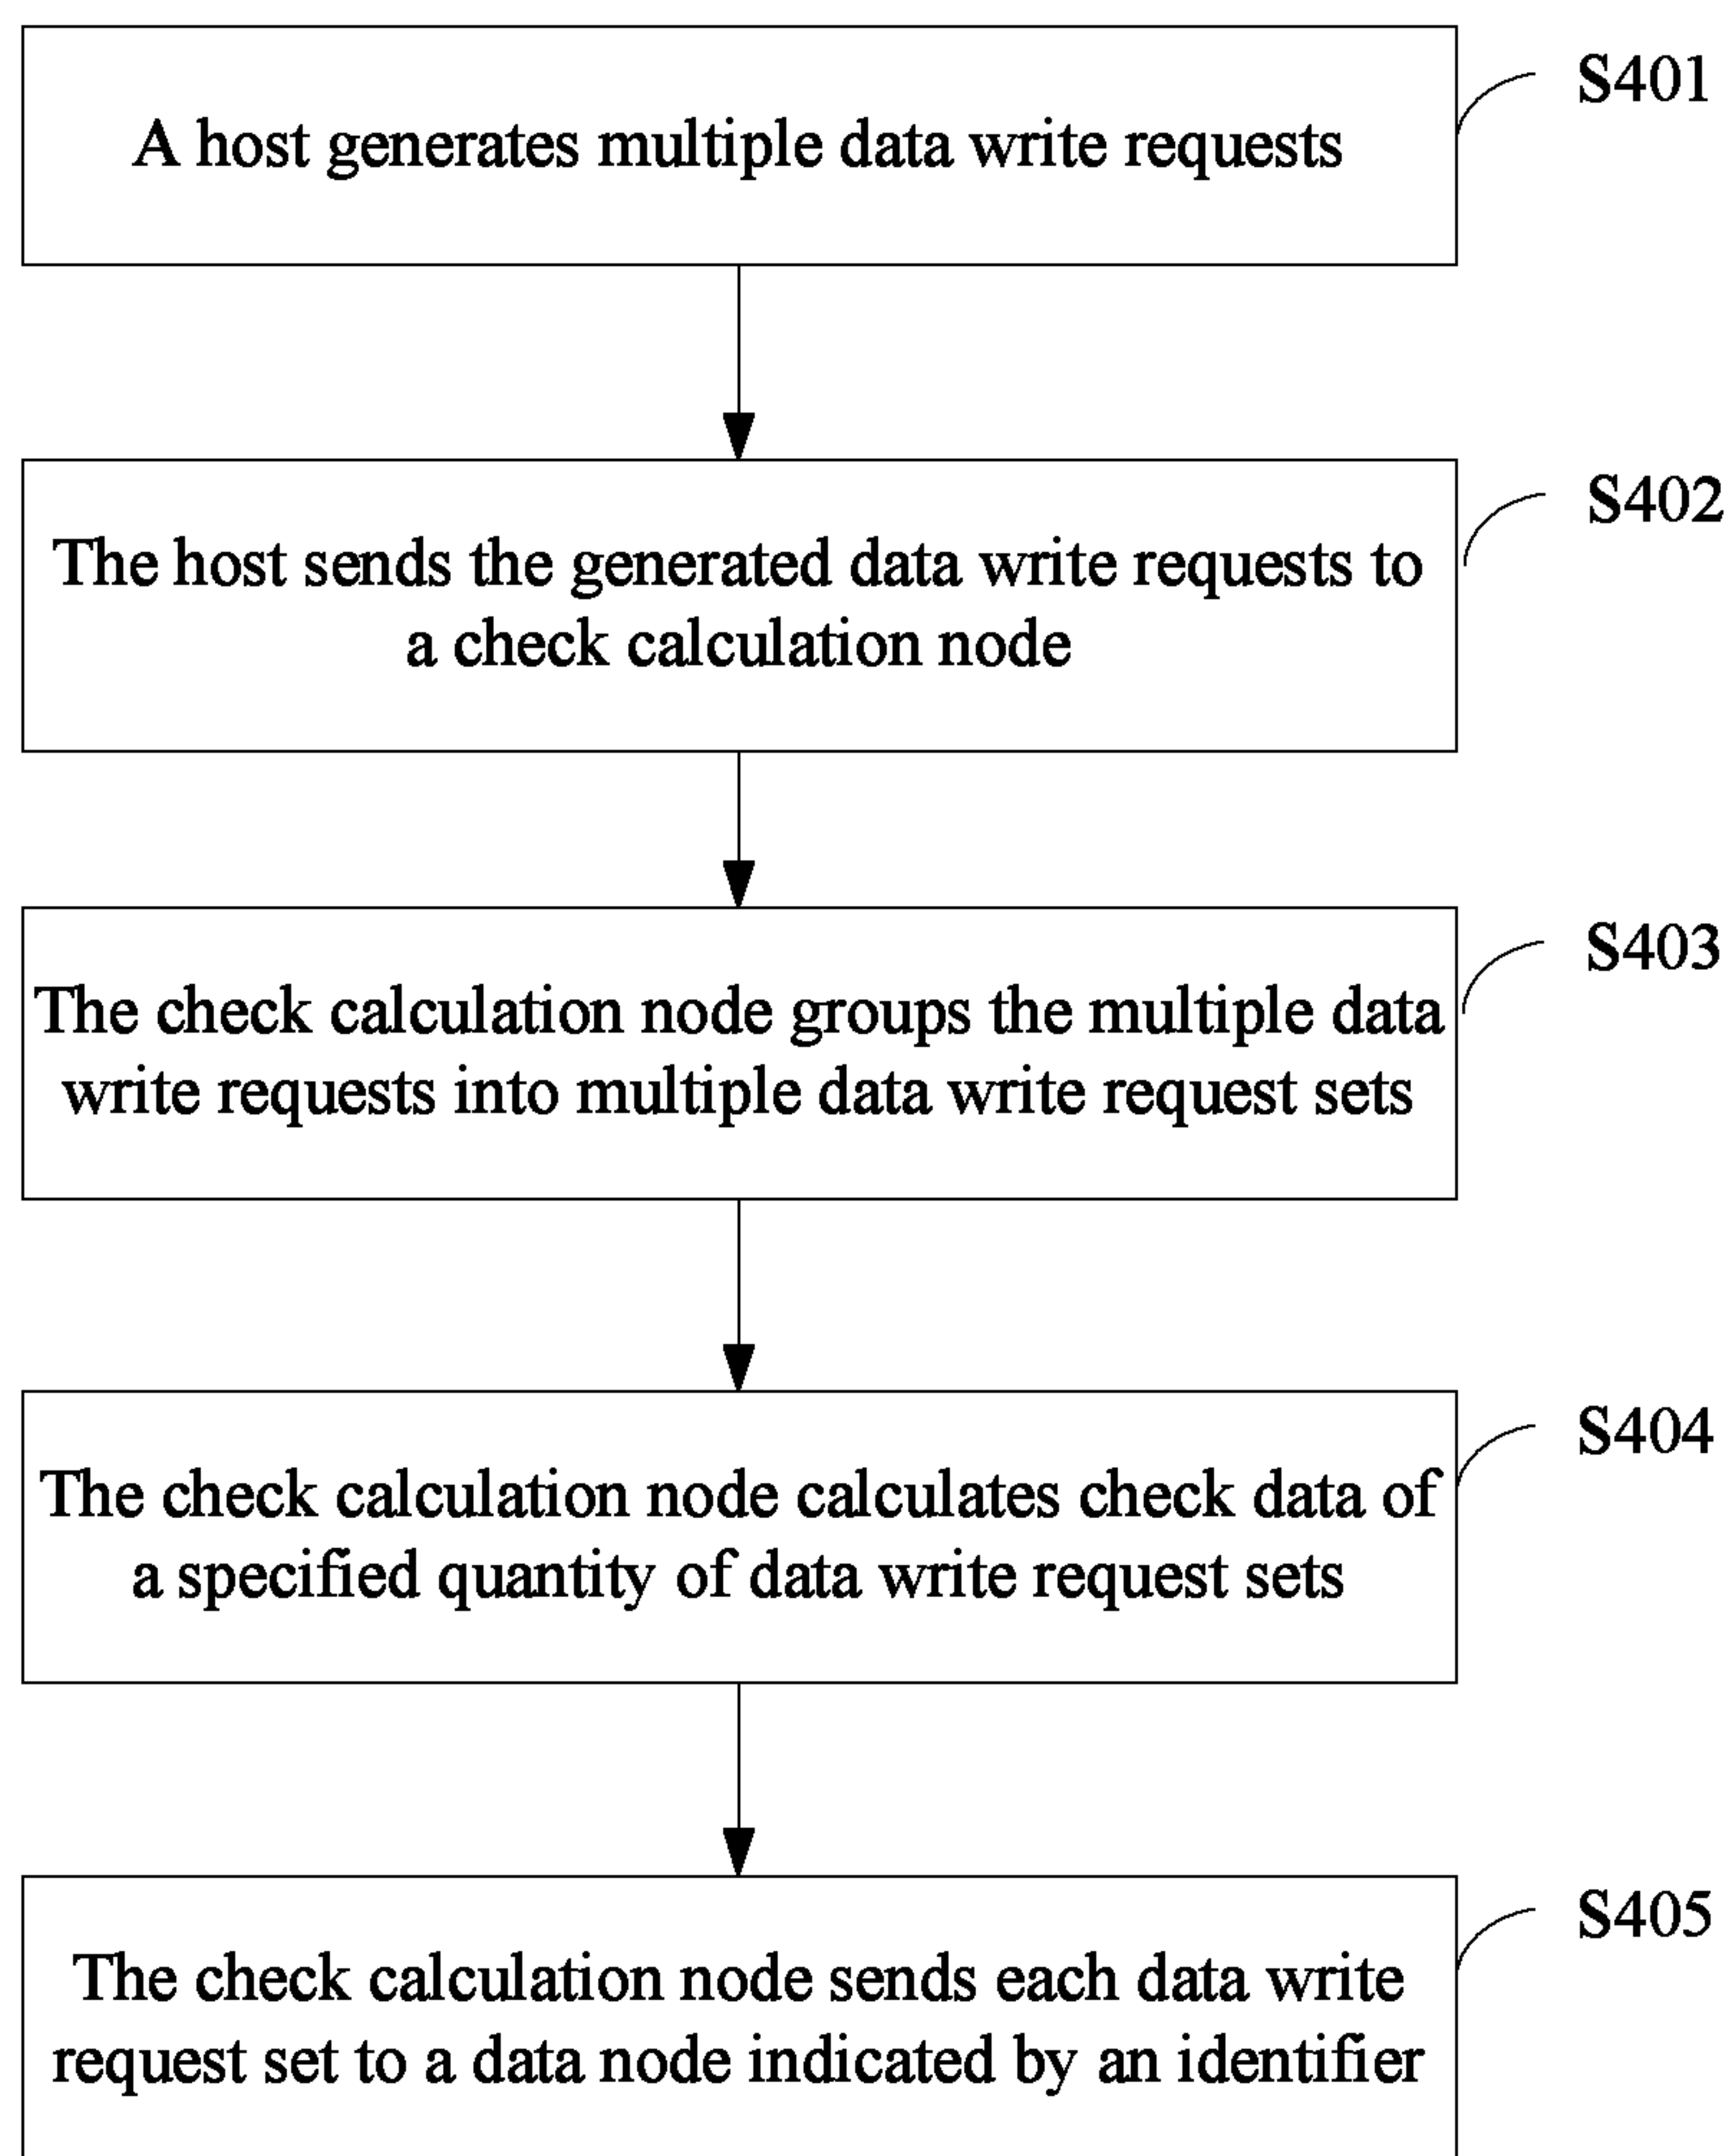 A host generates multiple data write requests
S401
The host sends the generated data write requests to
a check calculation node
S402
The check calculation node groups the multiple data
write requests into multiple data write request sets
S403
The check calculation node calculates check data of
a specified quantity of data write request sets
S404
The check calculation node sends each data write
request set to a data node indicated by an identifier
S405